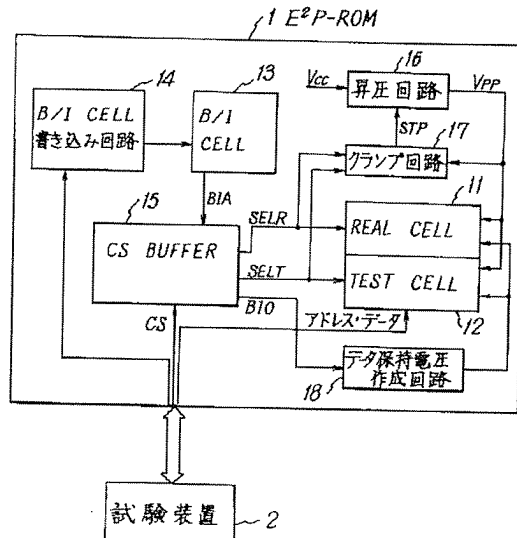 1 E²P-ROM
14
B/I CELL
書き込み回路
13
B/I
CELL
Vcc
16
昇圧回路
VPP
STP
17
クランプ回路
BIA
15
CS BUFFER
SELR
SELT
BIO
CS
11
REAL CELL
TEST CELL
12
アドレス・データ
データ保持電圧
作成回路
18
試験装置
2